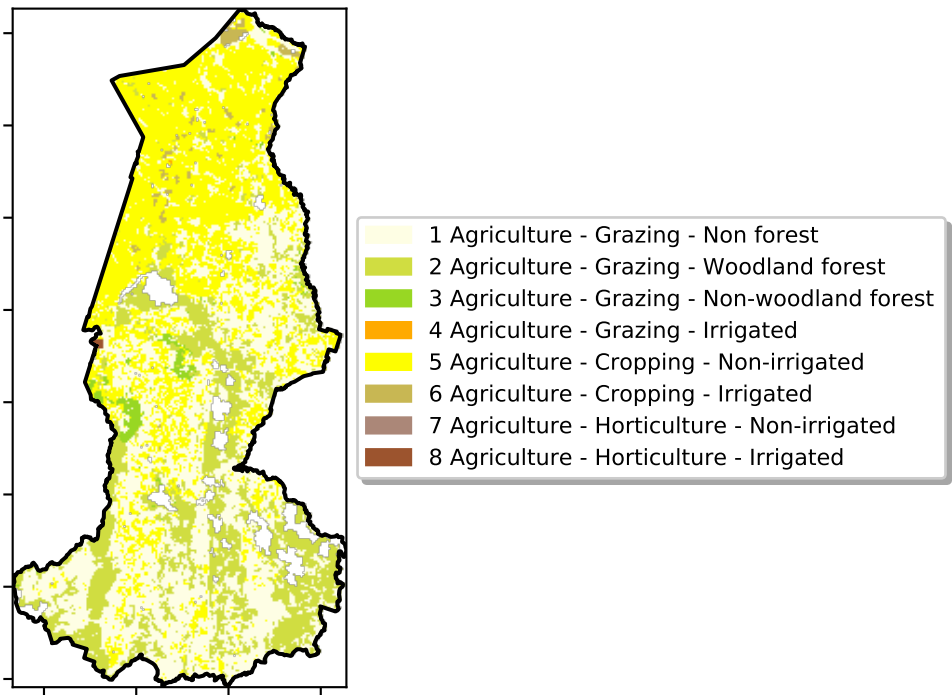 1 Agriculture - Grazing - Non forest
2 Agriculture - Grazing - Woodland forest
3 Agriculture - Grazing - Non-woodland forest
4 Agriculture - Grazing - Irrigated
5 Agriculture - Cropping - Non-irrigated
6 Agriculture - Cropping - Irrigated
7 Agriculture - Horticulture - Non-irrigated
8 Agriculture - Horticulture - Irrigated